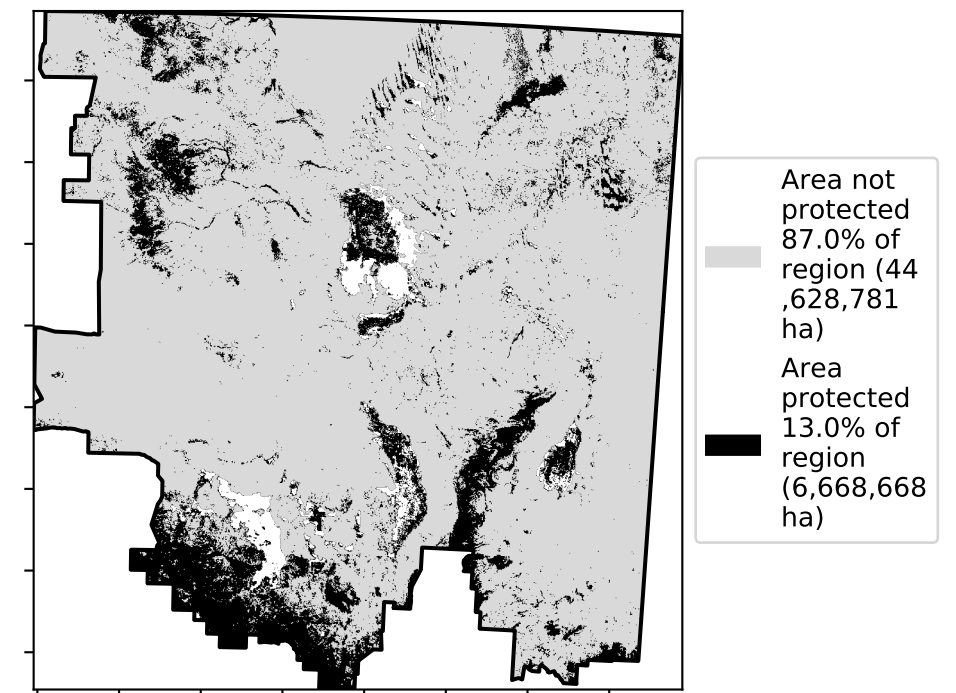 Area not
protected
87.0% of
region (44
,628,781
ha)
Area
protected
13.0% of
region
(6,668,668
ha)